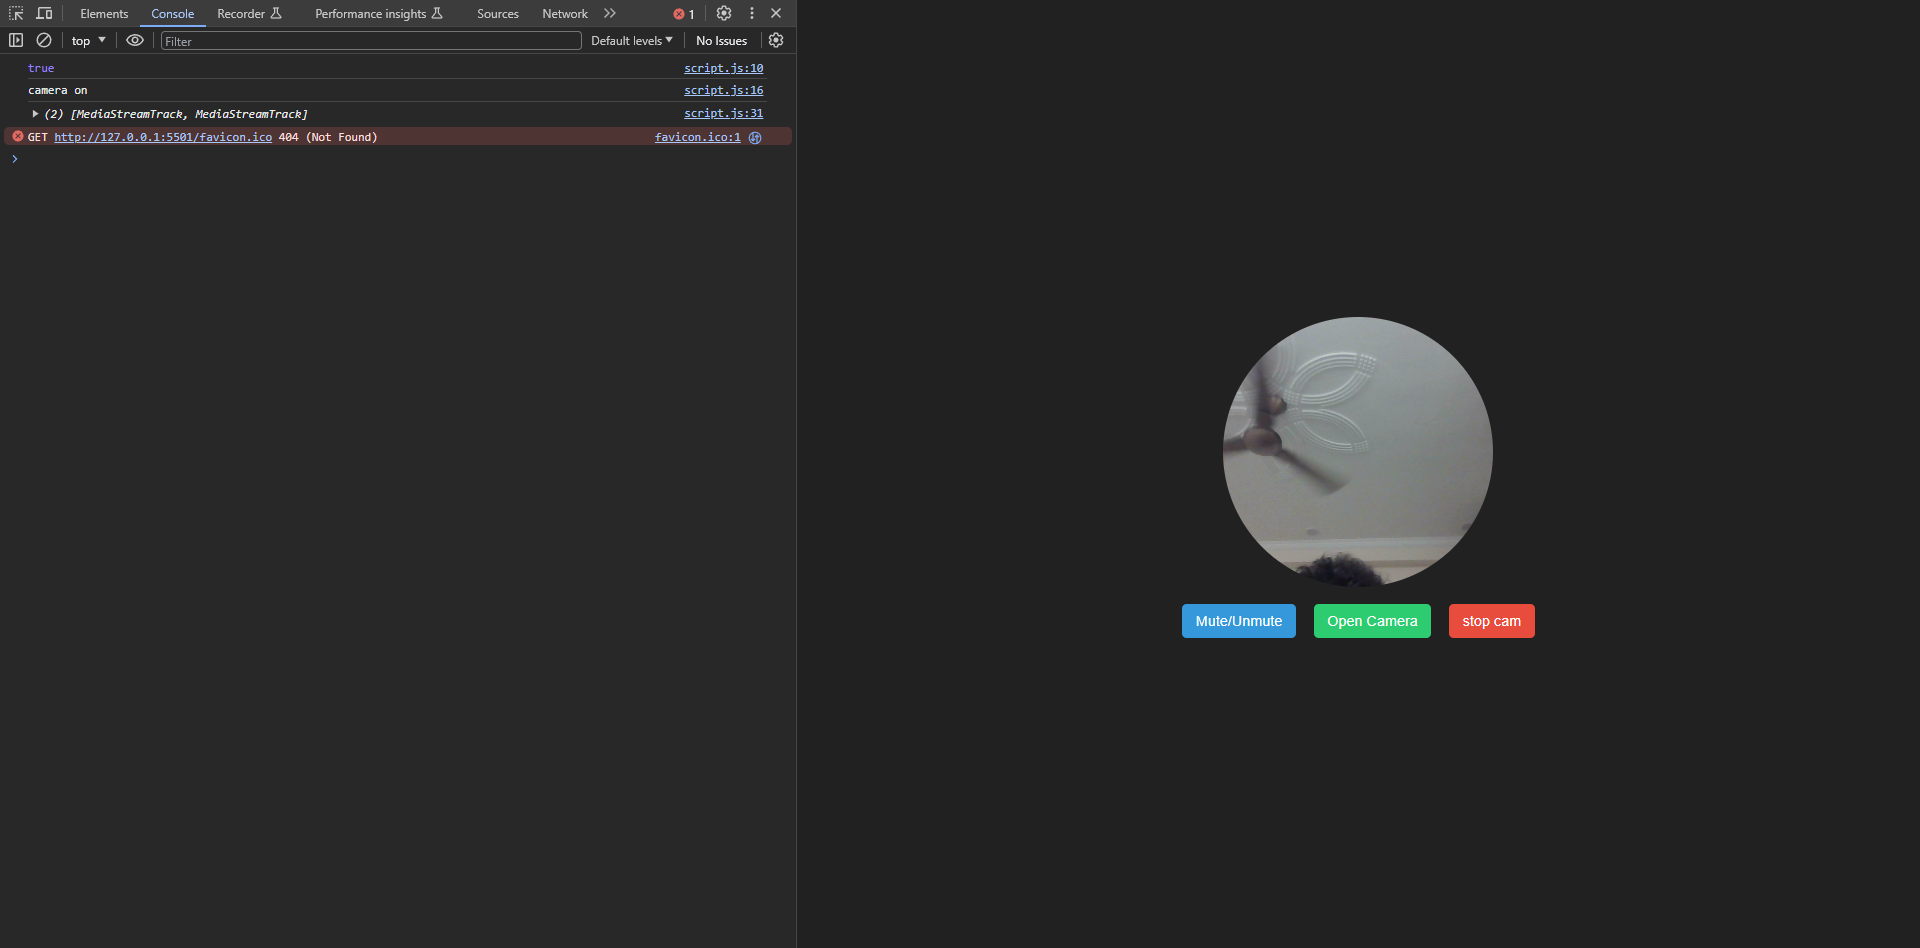 Elements Console Recorder Performance insights Sources Network 1
top Filter Default levels No Issues
true script.js:10
camera on script.js:16
(2) [MediaStreamTrack, MediaStreamTrack] script.js:31
GET http://127.0.0.1:5501/favicon.ico 404 (Not Found) favicon.ico:1
Mute/Unmute Open Camera stop cam